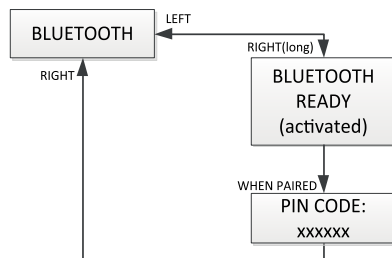 LEFT
BLUETOOTH
RIGHT(long)
RIGHT
BLUETOOTH
READY
(activated)
WHEN PAIRED
PIN CODE:
xxxxxx